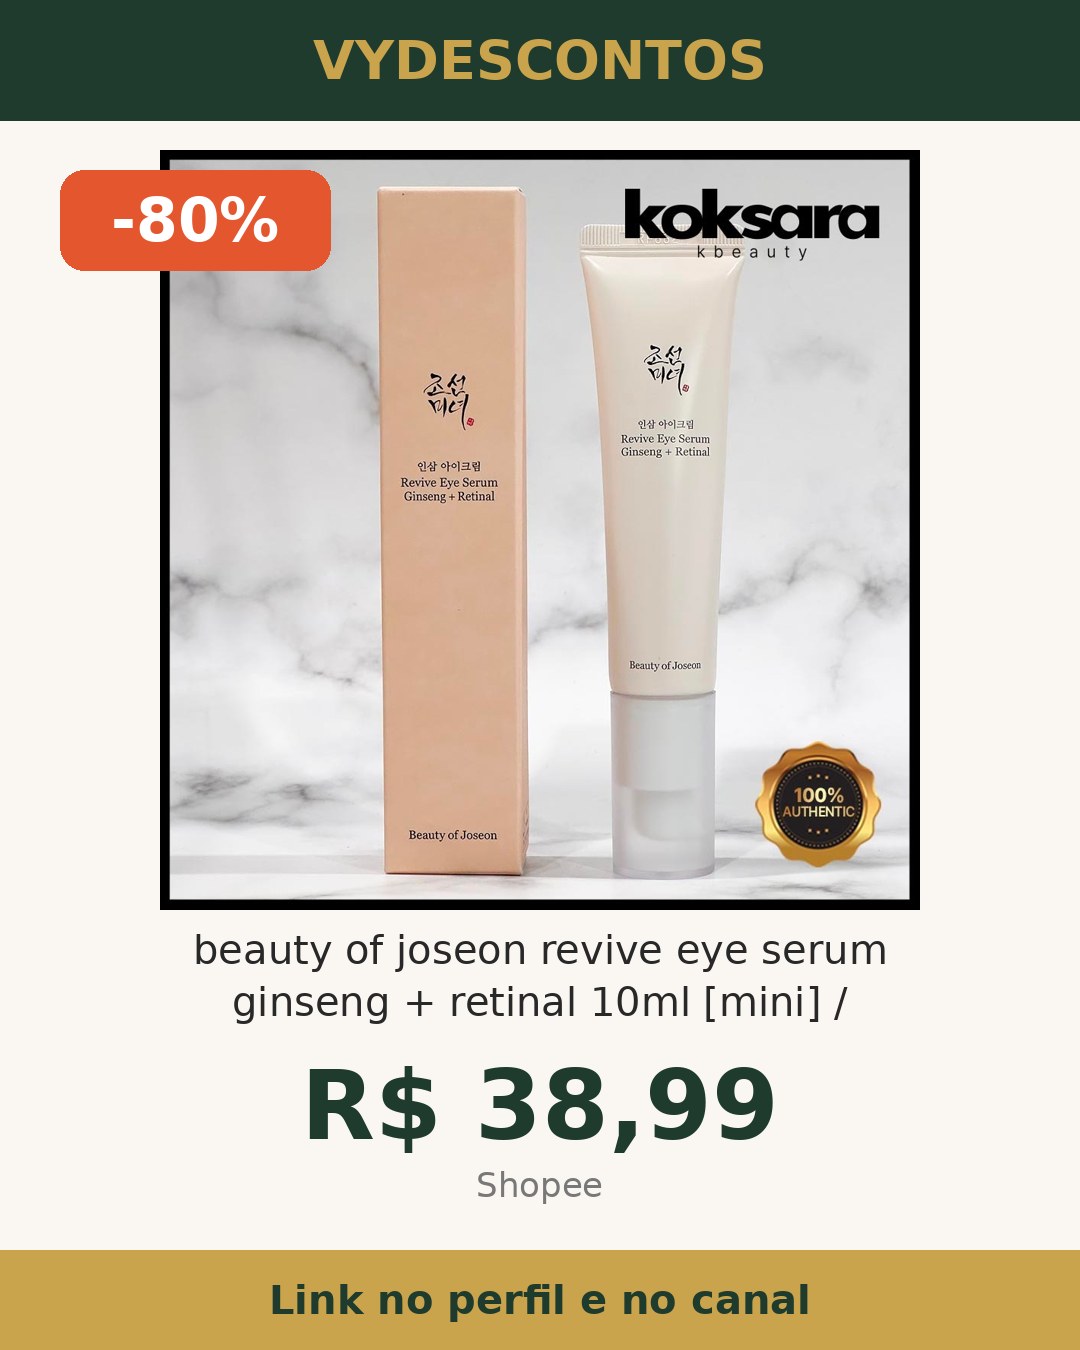 VYDESCONTOS
-80%
koksara
kbeauty
조선
미녀
인삼 아이크림
Revive Eye Serum
Ginseng + Retinal
Beauty of Joseon
조선
미녀
인삼 아이크림
Revive Eye Serum
Ginseng + Retinal
Beauty of Joseon
100%
AUTHENTIC
beauty of joseon revive eye serum
ginseng + retinal 10ml [mini] /
R$ 38,99
Shopee
Link no perfil e no canal